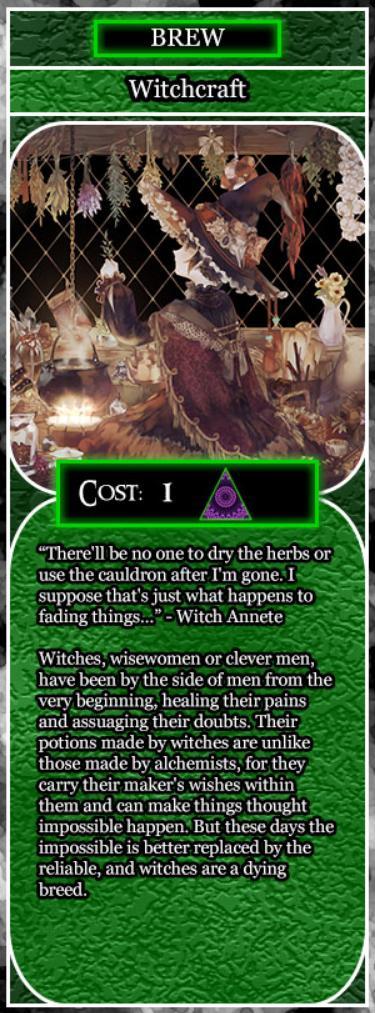 BREW
Witchcraft
COST: 1
“There'll be no one to dry the herbs or
use the cauldron after I'm gone. I
suppose that's just what happens to
fading things...” - Witch Annete
Witches, wisewomen or clever men,
have been by the side of men from the
very beginning, healing their pains
and assuaging their doubts. Their
potions made by witches are unlike
those made by alchemists, for they
carry their maker's wishes within
them and can make things thought
impossible happen. But these days the
impossible is better replaced by the
reliable, and witches are a dying
breed.